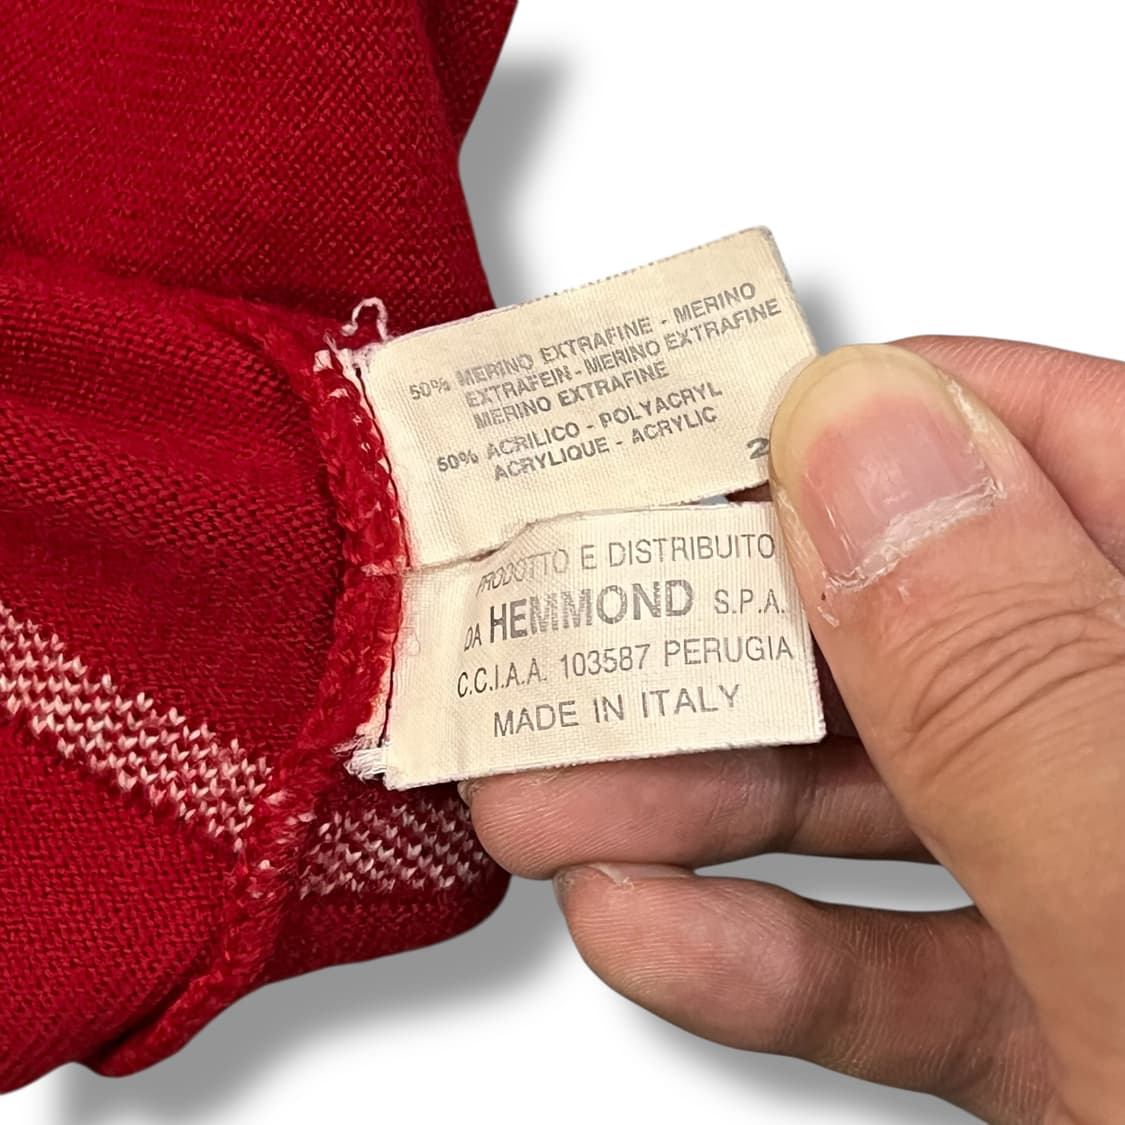 50% MERINO EXTRAFINE - MERINO
EXTRAFEIN - MERINO EXTRAFINE
MERINO EXTRAFINE
50% ACRILICO - POLYACRYL
ACRYLIQUE - ACRYLIC
2
PRODOTTO E DISTRIBUITO
DA HEMMOND S.P.A.
C.C.I.A.A. 103587 PERUGIA
MADE IN ITALY